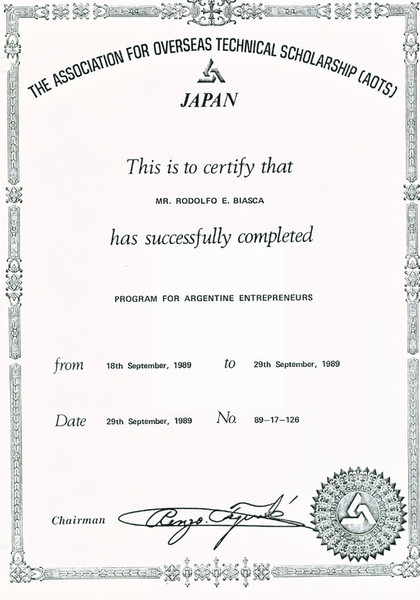 THE ASSOCIATION FOR OVERSEAS TECHNICAL SCHOLARSHIP (AOTS)
JAPAN
This is to certify that
MR. RODOLFO E. BIASCA
has successfully completed
PROGRAM FOR ARGENTINE ENTREPRENEURS
from 18th September, 1989 to 29th September, 1989
Date 29th September, 1989 No. 89-17-126
Chairman